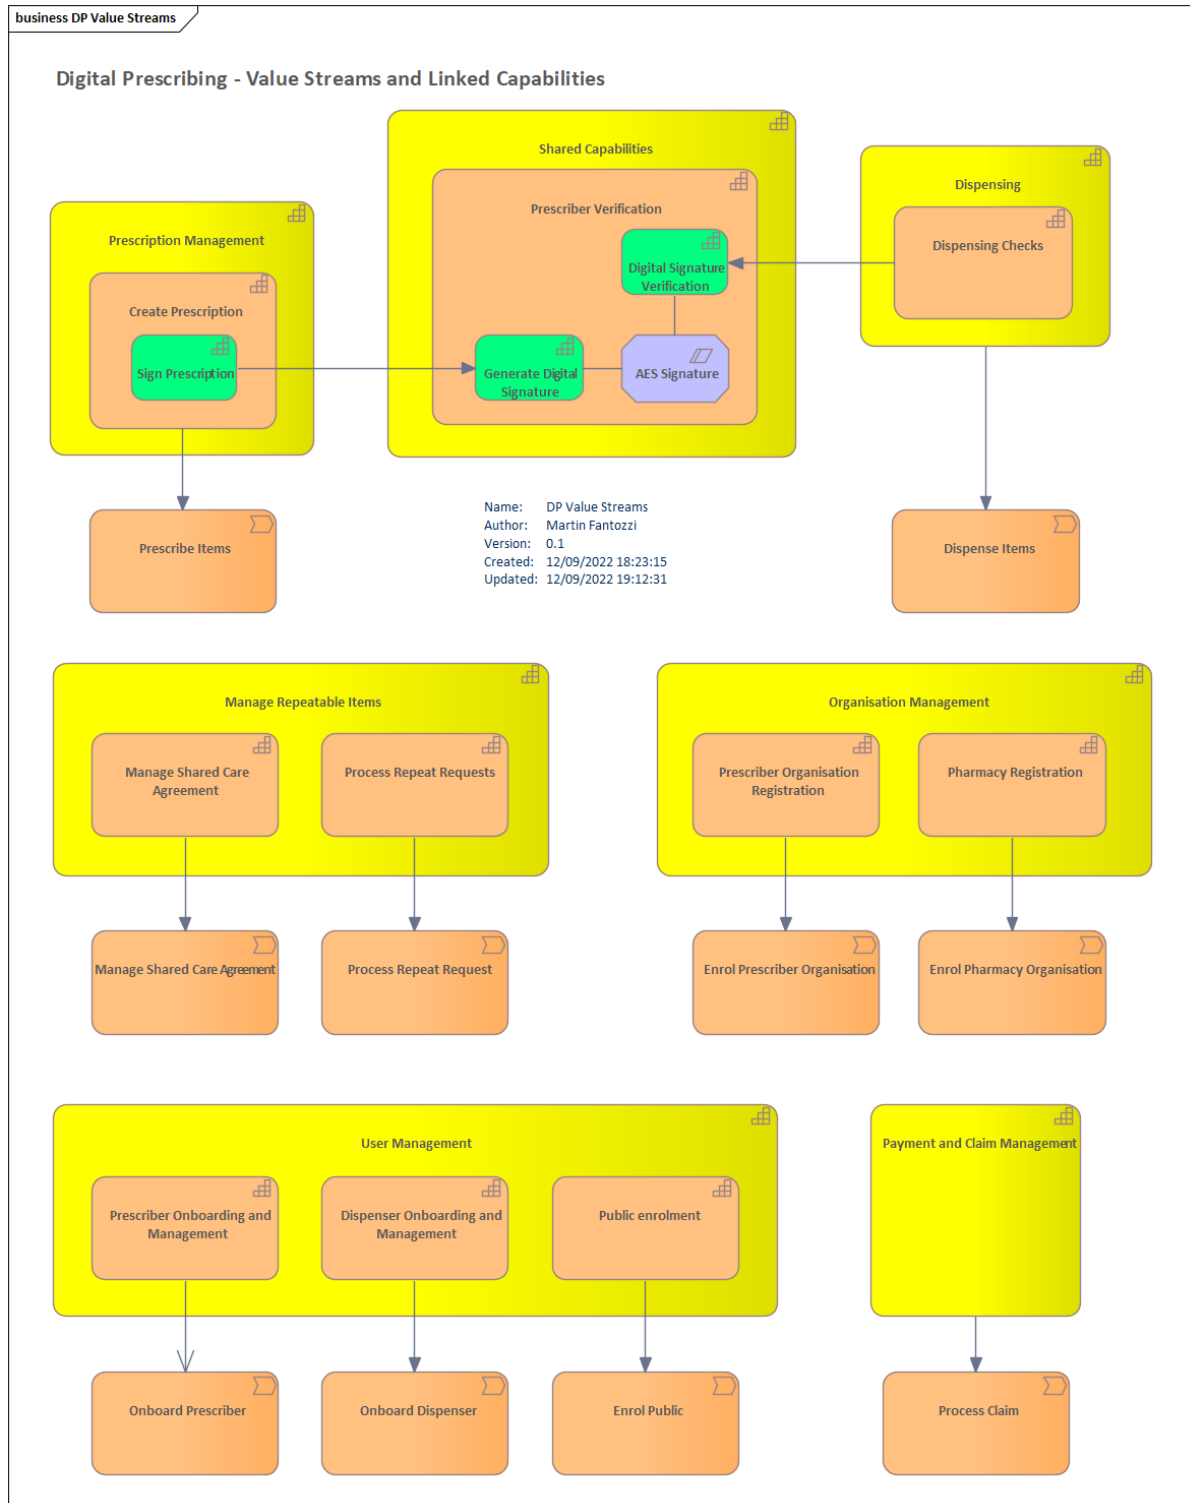 business DP Value Streams
Digital Prescribing - Value Streams and Linked Capabilities
Shared Capabilities
Prescriber Verification
Digital Signature
Verification
Generate Digital
Signature
AES Signature
Dispensing
Dispensing Checks
Prescription Management
Create Prescription
Sign Prescription
Prescribe Items
Name: DP Value Streams
Author: Martin Fantozzi
Version: 0.1
Created: 12/09/2022 18:23:15
Updated: 12/09/2022 19:12:31
Dispense Items
Manage Repeatable Items
Manage Shared Care
Agreement
Process Repeat Requests
Manage Shared Care Agreement
Process Repeat Request
Organisation Management
Prescriber Organisation
Registration
Pharmacy Registration
Enrol Prescriber Organisation
Enrol Pharmacy Organisation
User Management
Prescriber Onboarding and
Management
Dispenser Onboarding and
Management
Public enrolment
Onboard Prescriber
Onboard Dispenser
Enrol Public
Payment and Claim Management
Process Claim